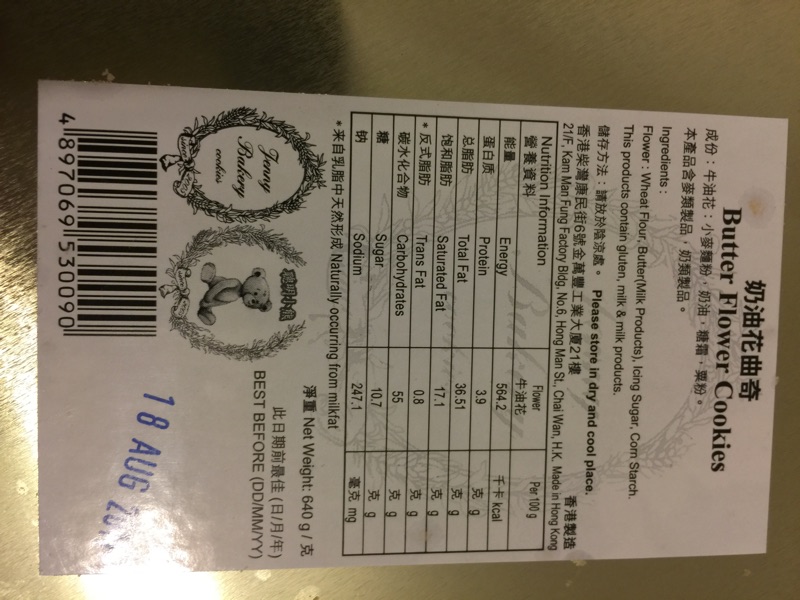 奶油花曲奇
Butter Flower Cookies
成份：牛油花：小麥麵粉，奶油，糖霜，粟粉。
本產品含麥類製品，奶類製品。
Ingredients :
Flower : Wheat Flour, Butter(Milk Products), Icing Sugar, Corn Starch.
This products contain gluten, milk & milk products.
儲存方法：請放於陰涼處。 Please store in dry and cool place.
香港柴灣康民街6號金萬豐工業大廈21樓 香港製造
21/F, Kam Man Fung Factory Bldg, No.6, Hong Man St., Chai Wan, H.K. Made in Hong Kong
Nutrition Information Flower Per 100 g
營養資料 牛油花
能量 Energy 564.2 千卡 kcal
蛋白质 Protein 3.9 克 g
总脂肪 Total Fat 36.51 克 g
饱和脂肪 Saturated Fat 17.1 克 g
* 反式脂肪 Trans Fat 0.8 克 g
碳水化合物 Carbohydrates 55 克 g
糖 Sugar 10.7 克 g
钠 Sodium 247.1 毫克 mg
*来自乳脂中天然形成 Naturally occurring from milkfat
Jenny Bakery cookies
淨重 Net Weight: 640 g / 克
此日期前最佳 (日/月/年)
BEST BEFORE (DD/MM/YY)
18 AUG
4 897069 530090